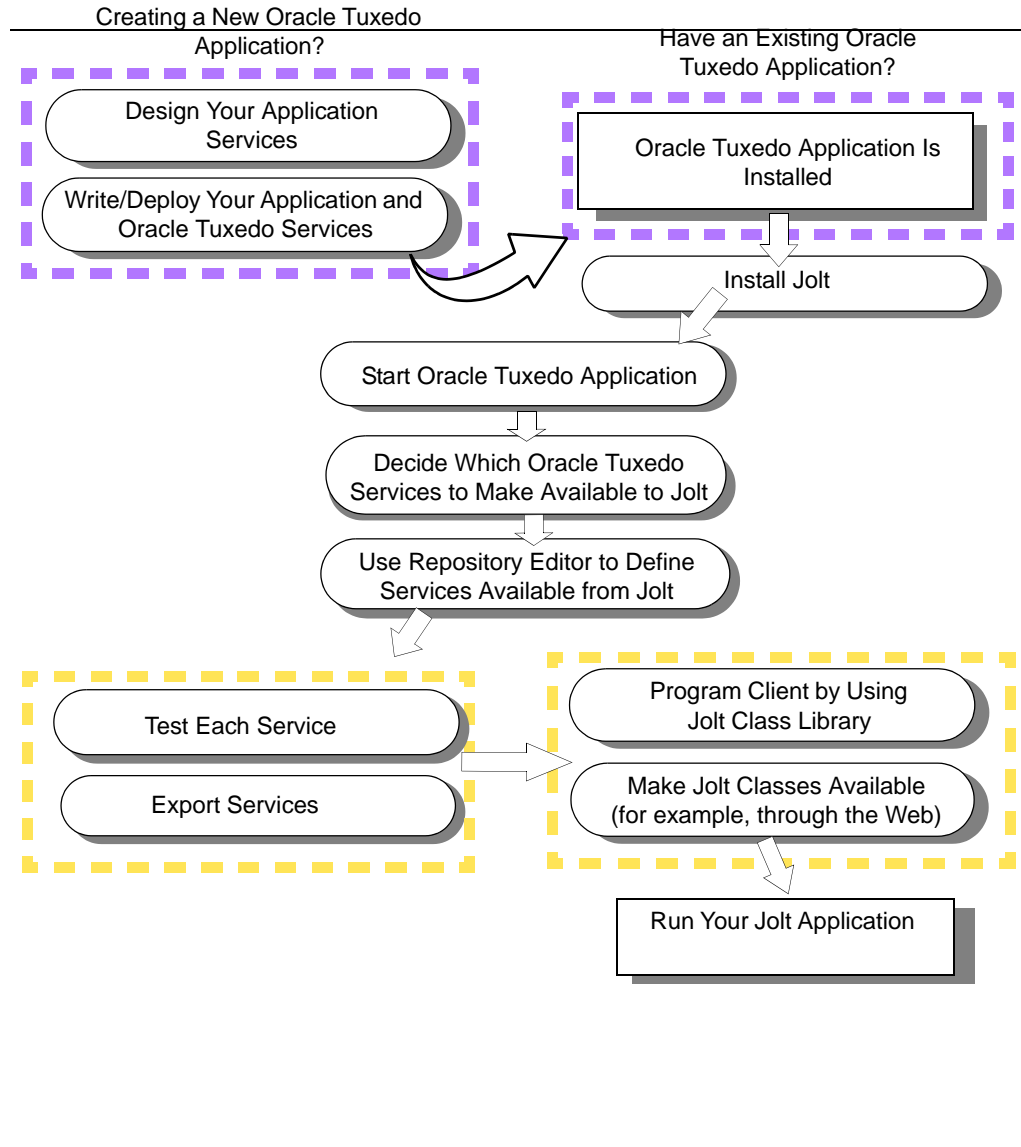 Creating a New Oracle Tuxedo
Application?
Have an Existing Oracle
Tuxedo Application?
Design Your Application
Services
Write/Deploy Your Application and
Oracle Tuxedo Services
Oracle Tuxedo Application Is
Installed
Install Jolt
Start Oracle Tuxedo Application
Decide Which Oracle Tuxedo
Services to Make Available to Jolt
Use Repository Editor to Define
Services Available from Jolt
Test Each Service
Export Services
Program Client by Using
Jolt Class Library
Make Jolt Classes Available
(for example, through the Web)
Run Your Jolt Application